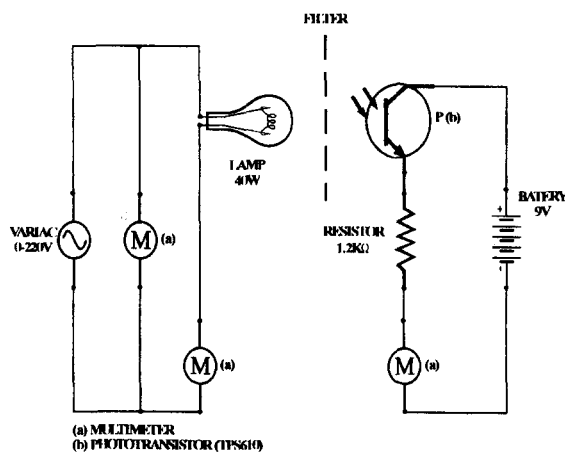 FILTER
P (b)
LAMP
40W
VARIAC
0-220V
M
(a)
RESISTOR
1.2KΩ
BATERY
9V
+
+
M
(a)
M
(a)
(a) MULTIMETER
(b) PHOTOTRANSISTOR (TPS610)